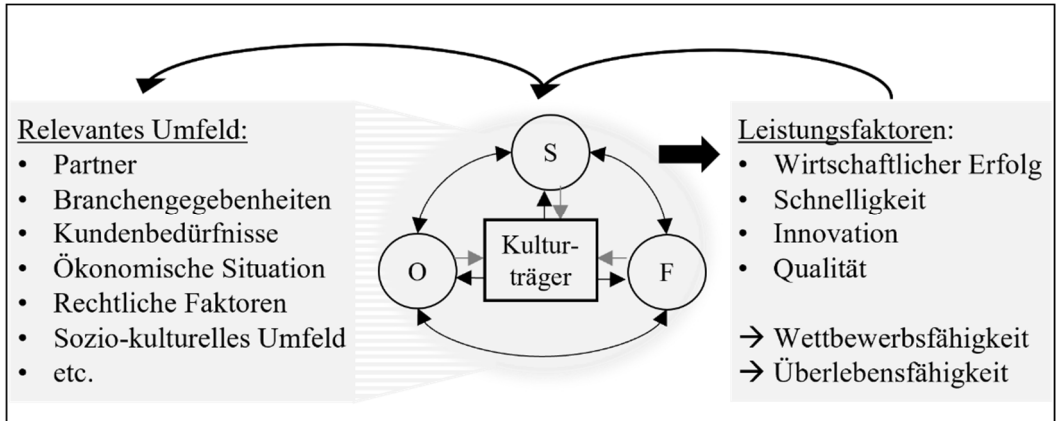 Relevantes Umfeld:
• Partner
• Branchengegebenheiten
• Kundenbedürfnisse
• Ökonomische Situation
• Rechtliche Faktoren
• Sozio-kulturelles Umfeld
• etc.
S
O
Kultur-
träger
F
Leistungsfaktoren:
• Wirtschaftlicher Erfolg
• Schnelligkeit
• Innovation
• Qualität
→ Wettbewerbsfähigkeit
→ Überlebensfähigkeit